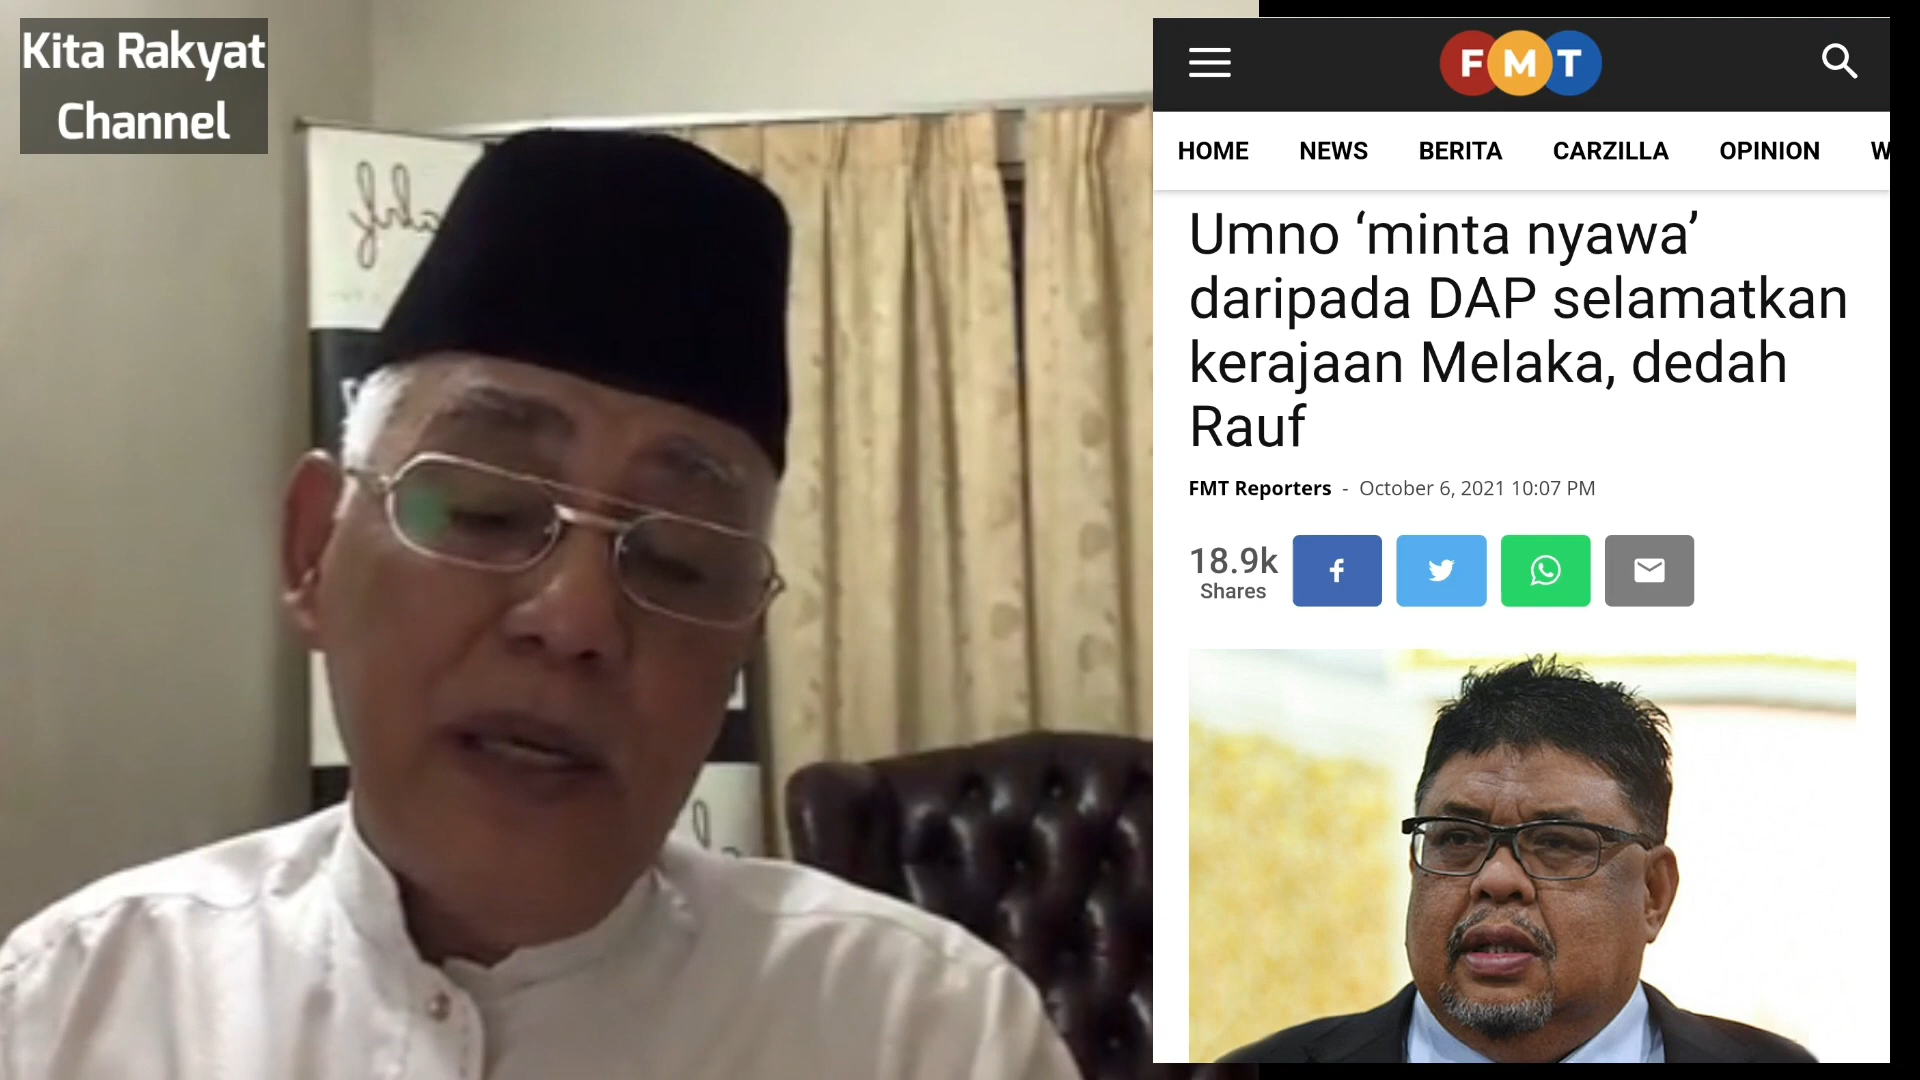 Kita Rakyat
Channel
FMT
HOME NEWS BERITA CARZILLA OPINION W
Umno ‘minta nyawa’
daripada DAP selamatkan
kerajaan Melaka, dedah
Rauf
FMT Reporters - October 6, 2021 10:07 PM
18.9k
Shares